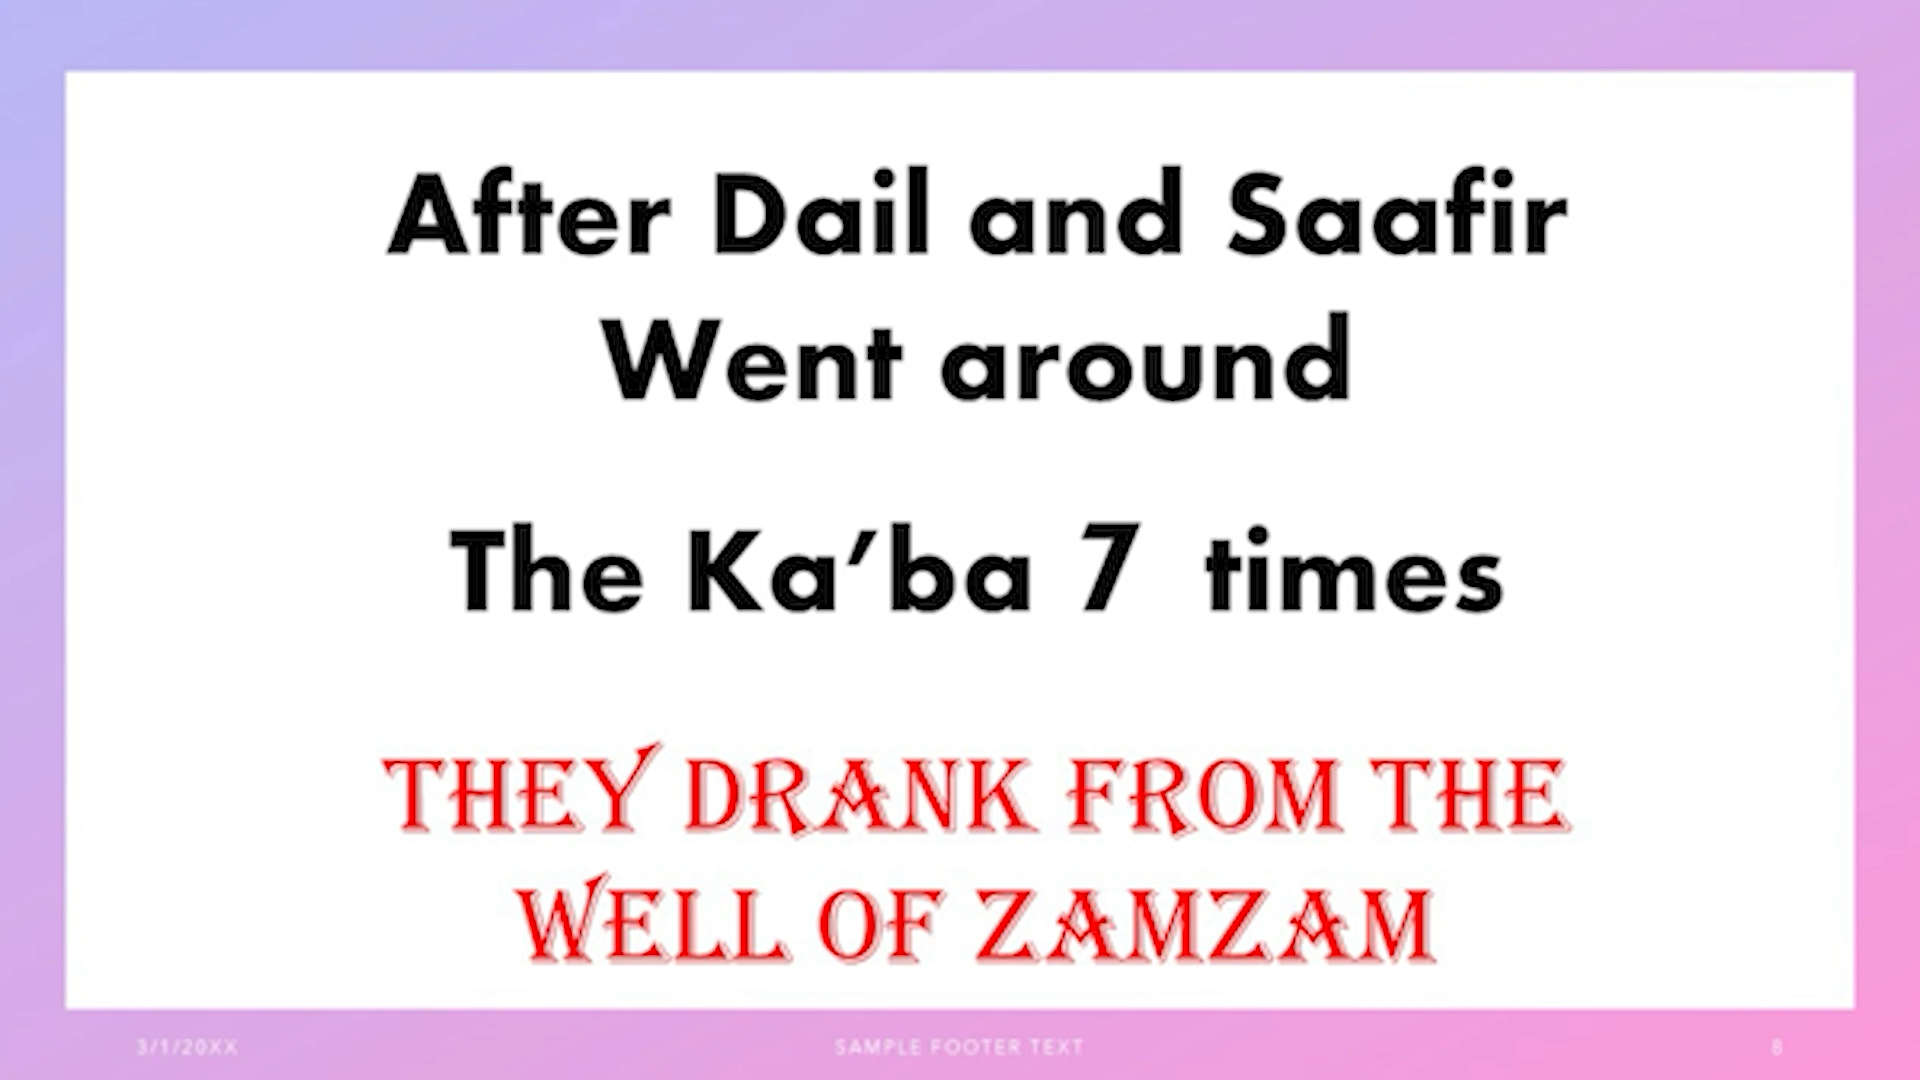 After Dail and Saafir
Went around
The Ka’ba 7 times
THEY DRANK FROM THE
WELL OF ZAMZAM
3/1/20XX
SAMPLE FOOTER TEXT
8